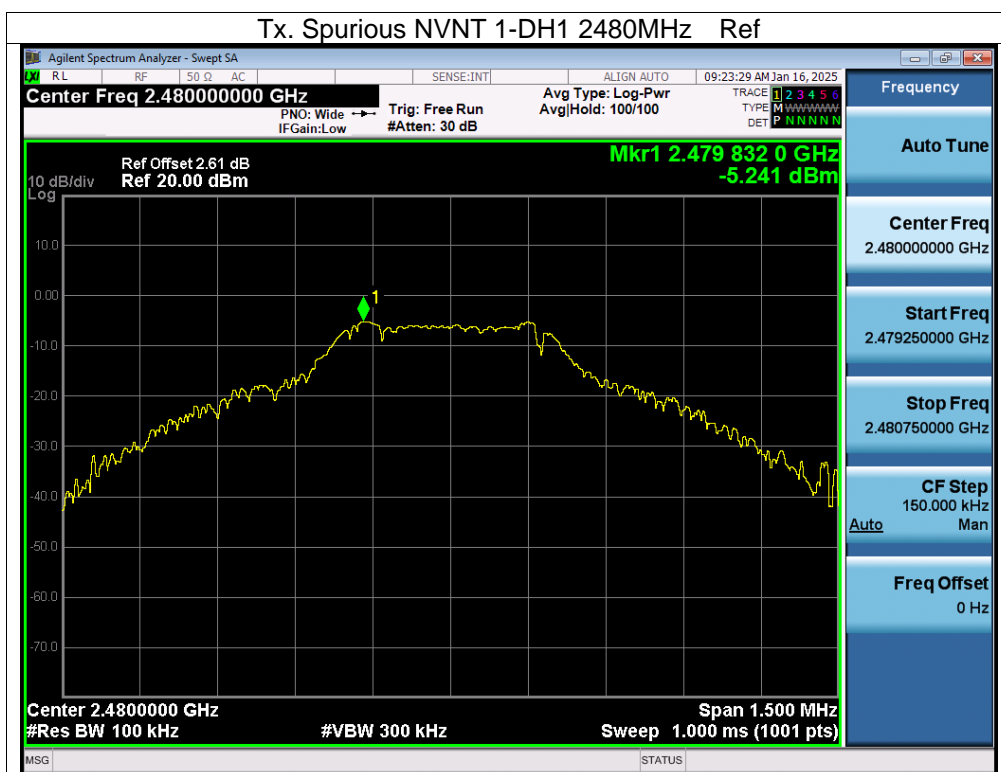 Tx. Spurious NVNT 1-DH1 2480MHz Ref
Agilent Spectrum Analyzer - Swept SA
LXI RL RF 50 Ω AC SENSE:INT ALIGN AUTO 09:23:29 AM Jan 16, 2025
Center Freq 2.480000000 GHz
PNO: Wide
IFGain:Low
Trig: Free Run
#Atten: 30 dB
Avg Type: Log-Pwr
Avg|Hold: 100/100
TRACE 1 2 3 4 5 6
TYPE M WWWWW
DET P N N N N N
Ref Offset 2.61 dB
10 dB/div Ref 20.00 dBm
Log
Mkr1 2.479 832 0 GHz
-5.241 dBm
1
10.0
0.00
-10.0
-20.0
-30.0
-40.0
-50.0
-60.0
-70.0
Center 2.4800000 GHz Span 1.500 MHz
#Res BW 100 kHz #VBW 300 kHz Sweep 1.000 ms (1001 pts)
MSG STATUS
Frequency
Auto Tune
Center Freq
2.480000000 GHz
Start Freq
2.479250000 GHz
Stop Freq
2.480750000 GHz
CF Step
150.000 kHz
Auto Man
Freq Offset
0 Hz